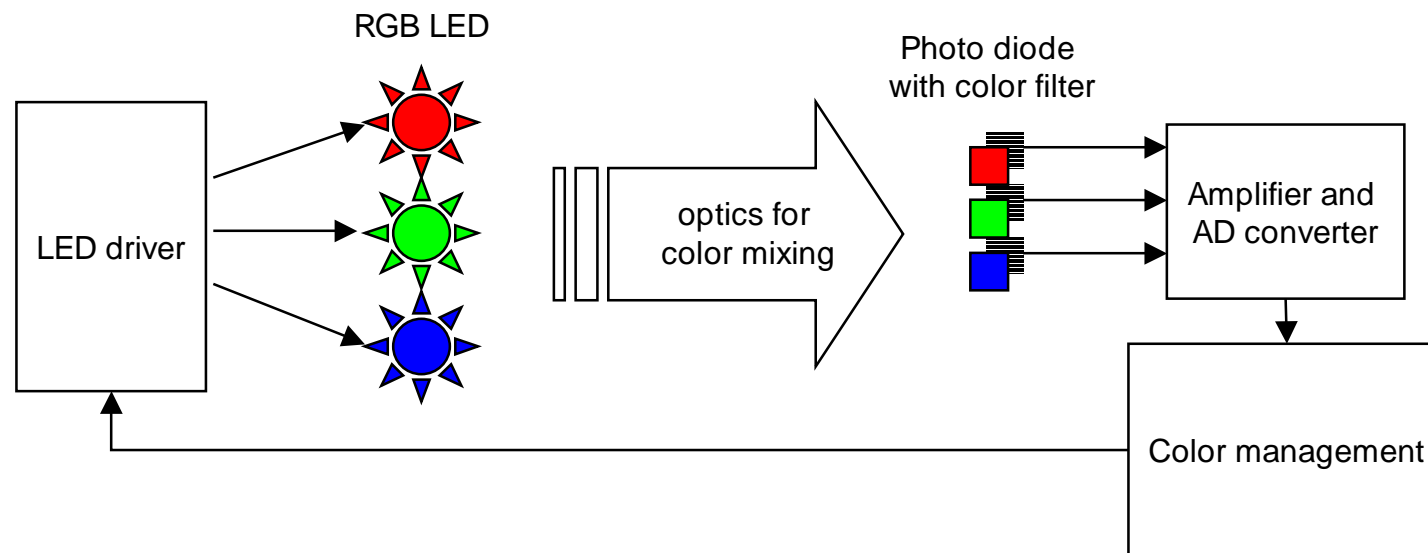 RGB LED
Photo diode
with color filter
LED driver
optics for
color mixing
Amplifier and
AD converter
Color management